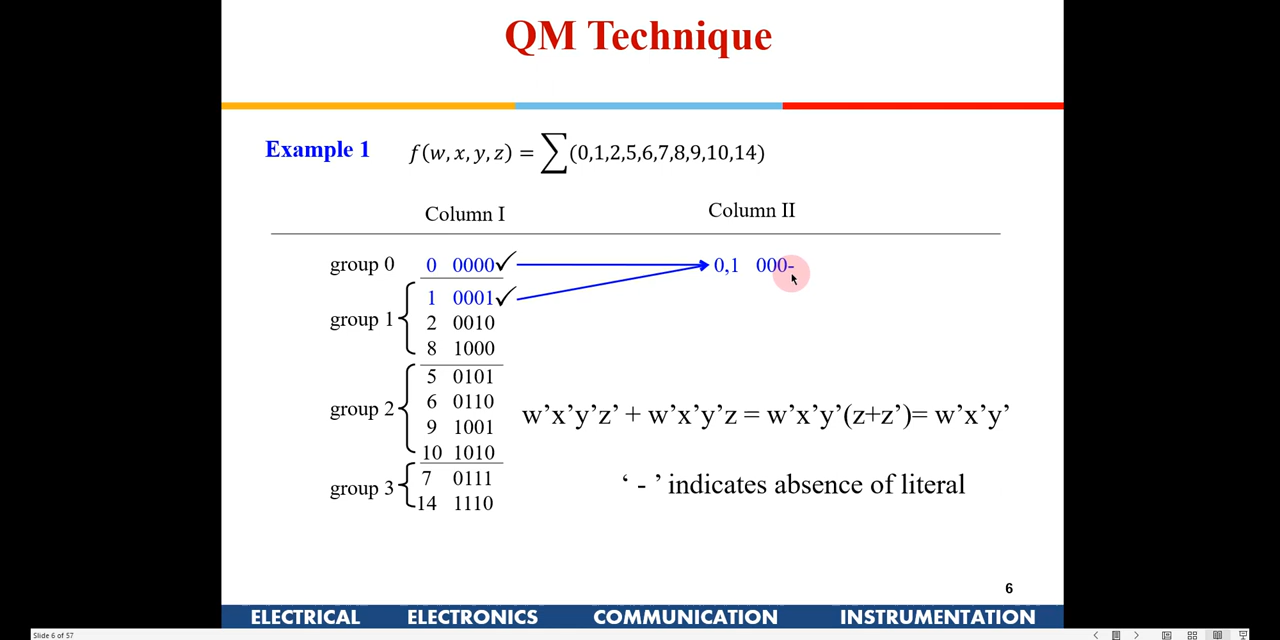 QM Technique
Example 1 f(w, x, y, z) = ∑(0,1,2,5,6,7,8,9,10,14)
Column I Column II
group 0 0 0000✓ 0,1 000-
group 1 1 0001✓
2 0010
8 1000
group 2 5 0101
6 0110
9 1001
10 1010
w’x’y’z’ + w’x’y’z = w’x’y’(z+z’)= w’x’y’
group 3 7 0111
14 1110
‘ - ’ indicates absence of literal
6
ELECTRICAL ELECTRONICS COMMUNICATION INSTRUMENTATION
Slide 6 of 57